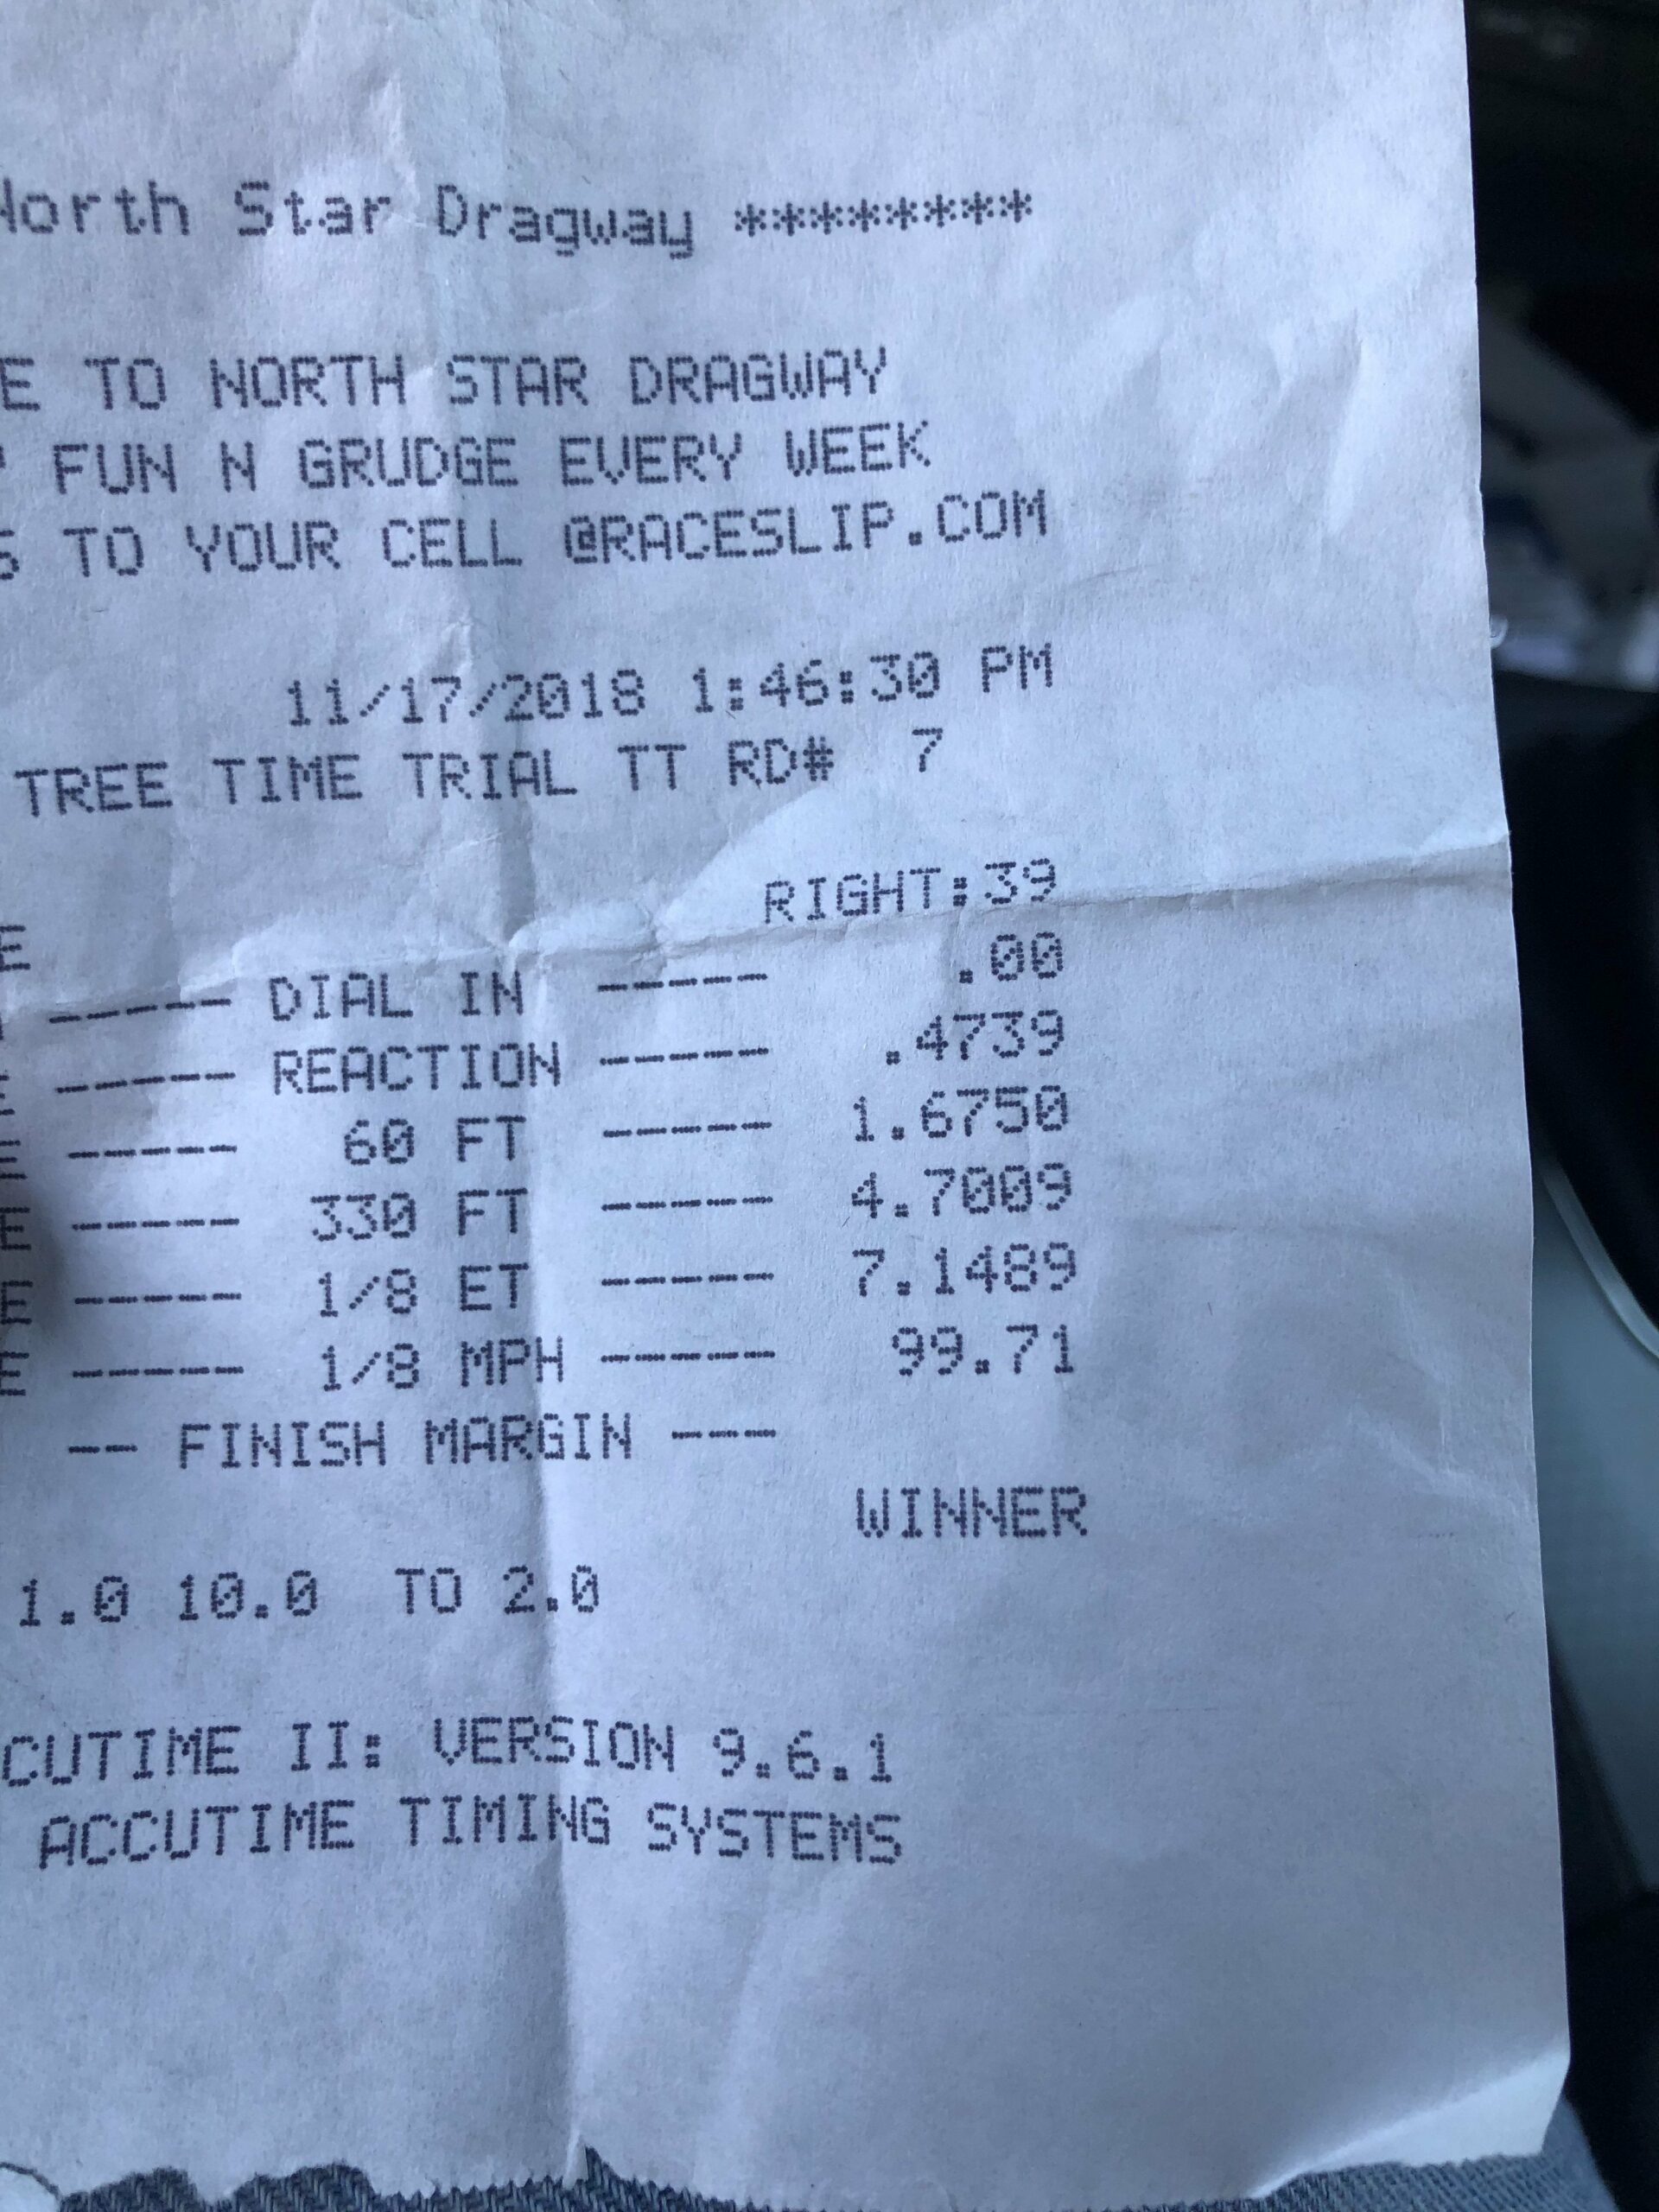 North Star Dragway ********
E TO NORTH STAR DRAGWAY
FUN N GRUDGE EVERY WEEK
S TO YOUR CELL @RACESLIP.COM
11/17/2018 1:46:30 PM
TREE TIME TRIAL TT RD# 7
RIGHT:39
E
----- DIAL IN ----- .00
----- REACTION ----- .4739
E ----- 60 FT ----- 1.6750
E ----- 330 FT ----- 4.7009
E ----- 1/8 ET ----- 7.1489
E ----- 1/8 MPH ----- 99.71
-- FINISH MARGIN ---
WINNER
1.0 10.0 TO 2.0
CUTIME II: VERSION 9.6.1
ACCUTIME TIMING SYSTEMS